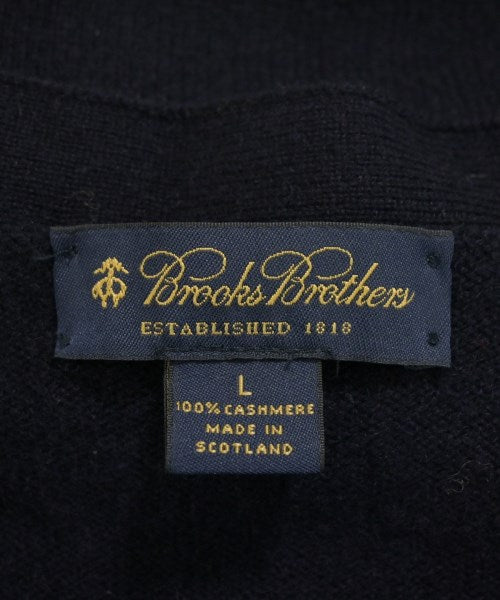 Brooks Brothers
ESTABLISHED 1818
L
100% CASHMERE
MADE IN
SCOTLAND